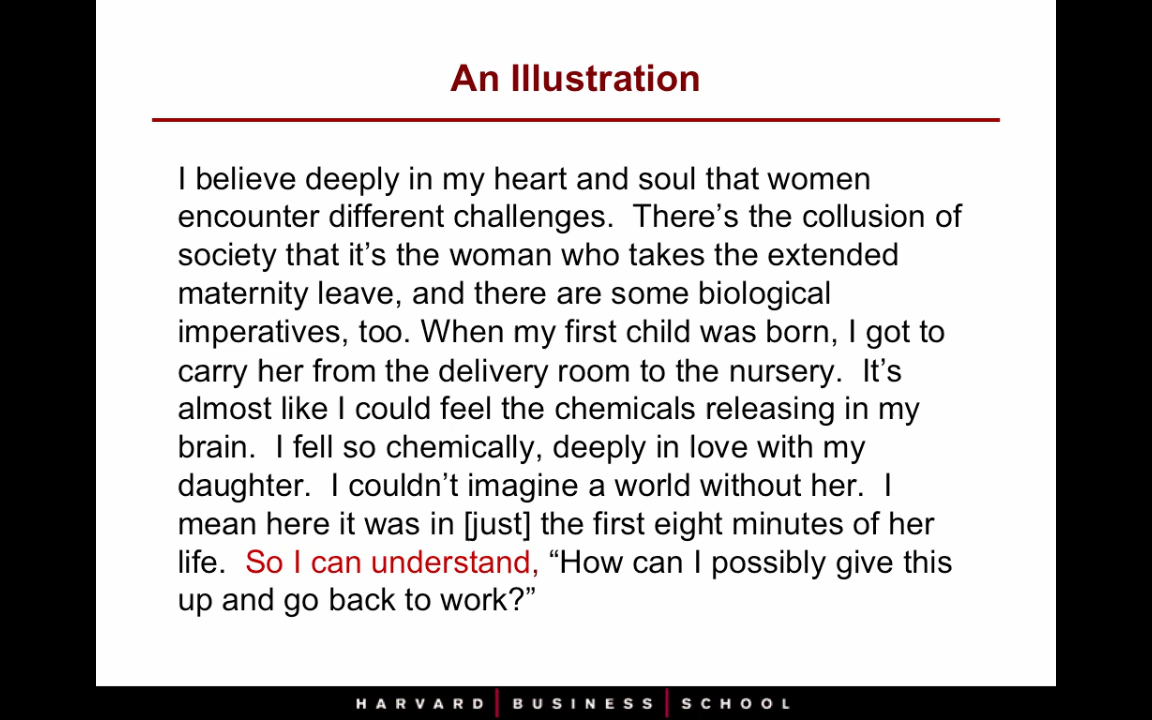 An Illustration
I believe deeply in my heart and soul that women
encounter different challenges.  There’s the collusion of
society that it’s the woman who takes the extended
maternity leave, and there are some biological
imperatives, too. When my first child was born, I got to
carry her from the delivery room to the nursery.  It’s
almost like I could feel the chemicals releasing in my
brain.  I fell so chemically, deeply in love with my
daughter.  I couldn’t imagine a world without her.  I
mean here it was in [just] the first eight minutes of her
life.  So I can understand, “How can I possibly give this
up and go back to work?”
HARVARD BUSINESS SCHOOL